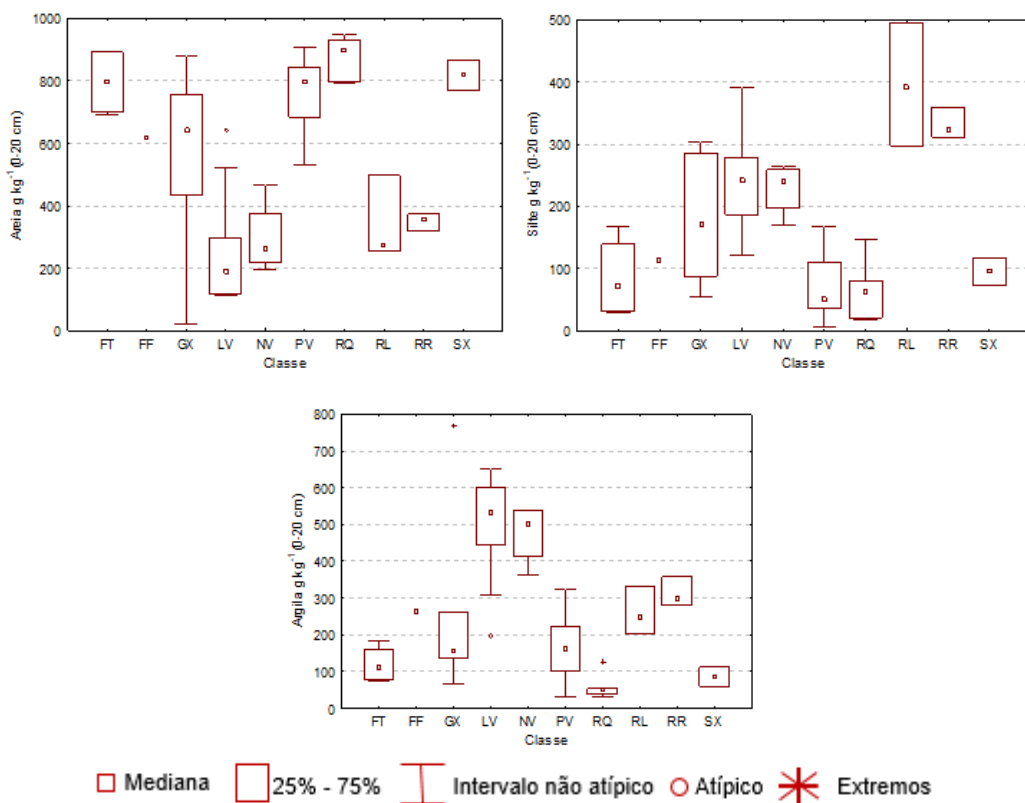 Areia g kg-1 (0-20 cm)
1000
800
600
400
200
0
FT FF GX LV NV PV RQ RL RR SX
Classe
Silte g kg-1 (0-20 cm)
500
400
300
200
100
0
FT FF GX LV NV PV RQ RL RR SX
Classe
Argila g kg-1 (0-20 cm)
800
700
600
500
400
300
200
100
0
FT FF GX LV NV PV RQ RL RR SX
Classe
Mediana 25% - 75% Intervalo não atípico Atípico Extremos